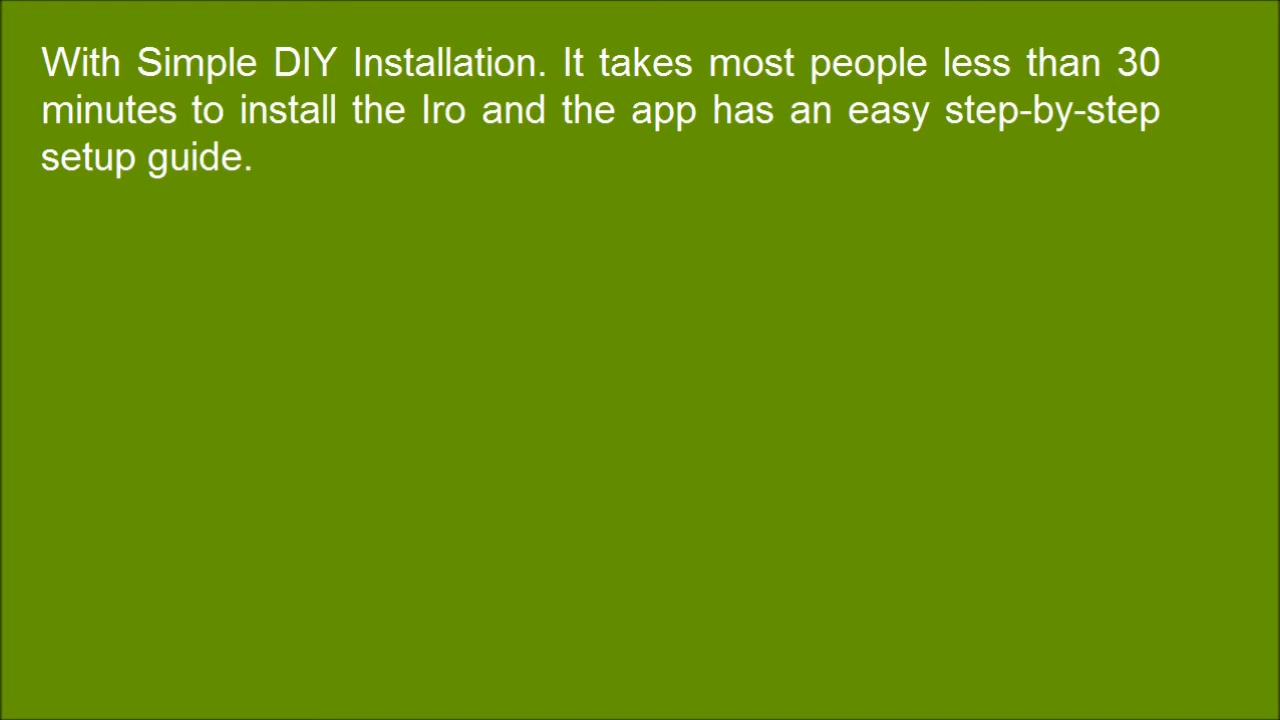 With Simple DIY Installation. It takes most people less than 30
minutes to install the Iro and the app has an easy step-by-step
setup guide.